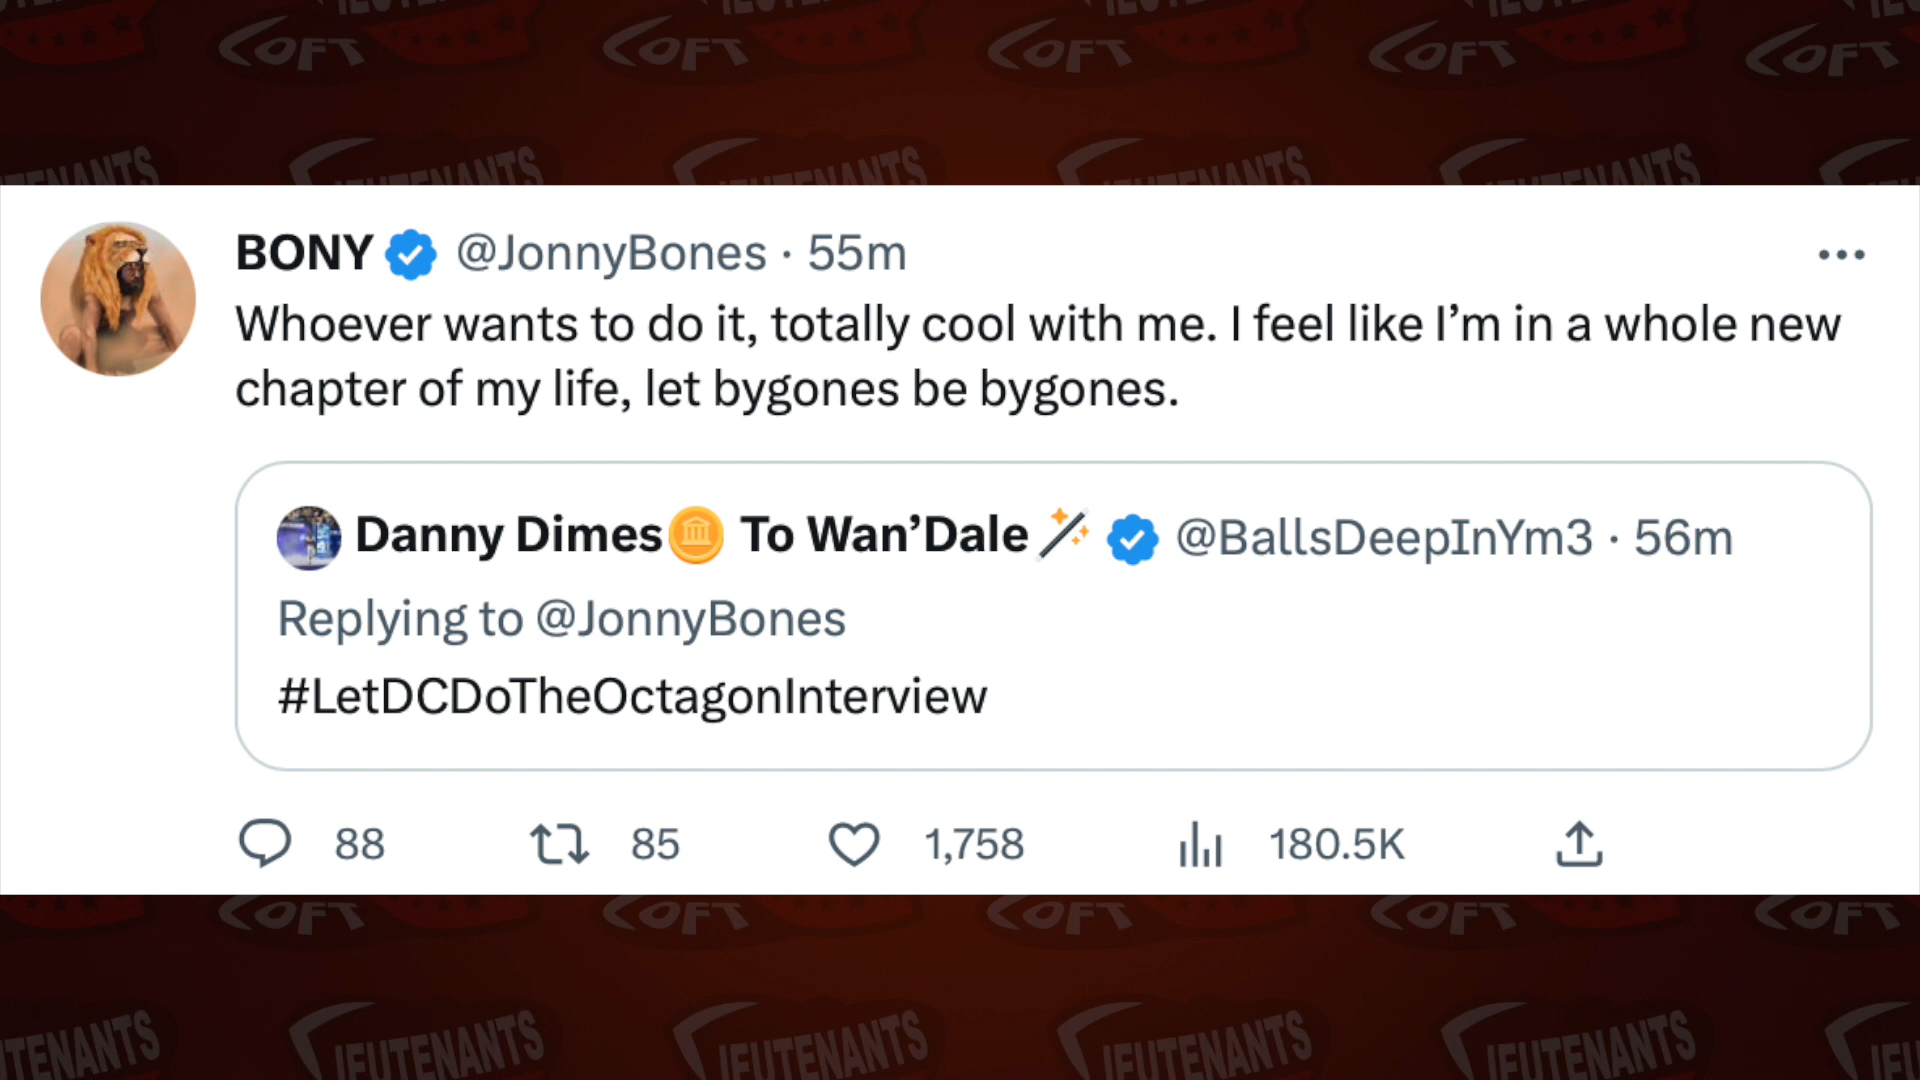 BONY @JonnyBones · 55m
Whoever wants to do it, totally cool with me. I feel like I’m in a whole new
chapter of my life, let bygones be bygones.
Danny Dimes To Wan’Dale @BallsDeepInYm3 · 56m
Replying to @JonnyBones
#LetDCDoTheOctagonInterview
88 85 1,758 180.5K